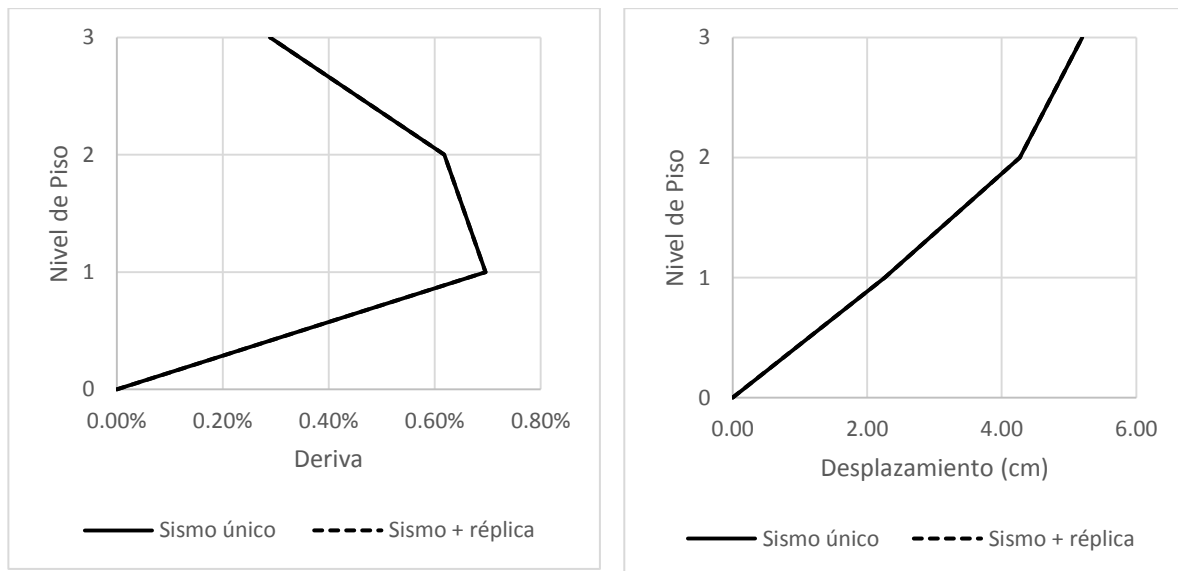 3
2
1
0
Nivel de Piso
0.00% 0.20% 0.40% 0.60% 0.80%
Deriva
Sismo único Sismo + réplica
3
2
1
0
Nivel de Piso
0.00 2.00 4.00 6.00
Desplazamiento (cm)
Sismo único Sismo + réplica